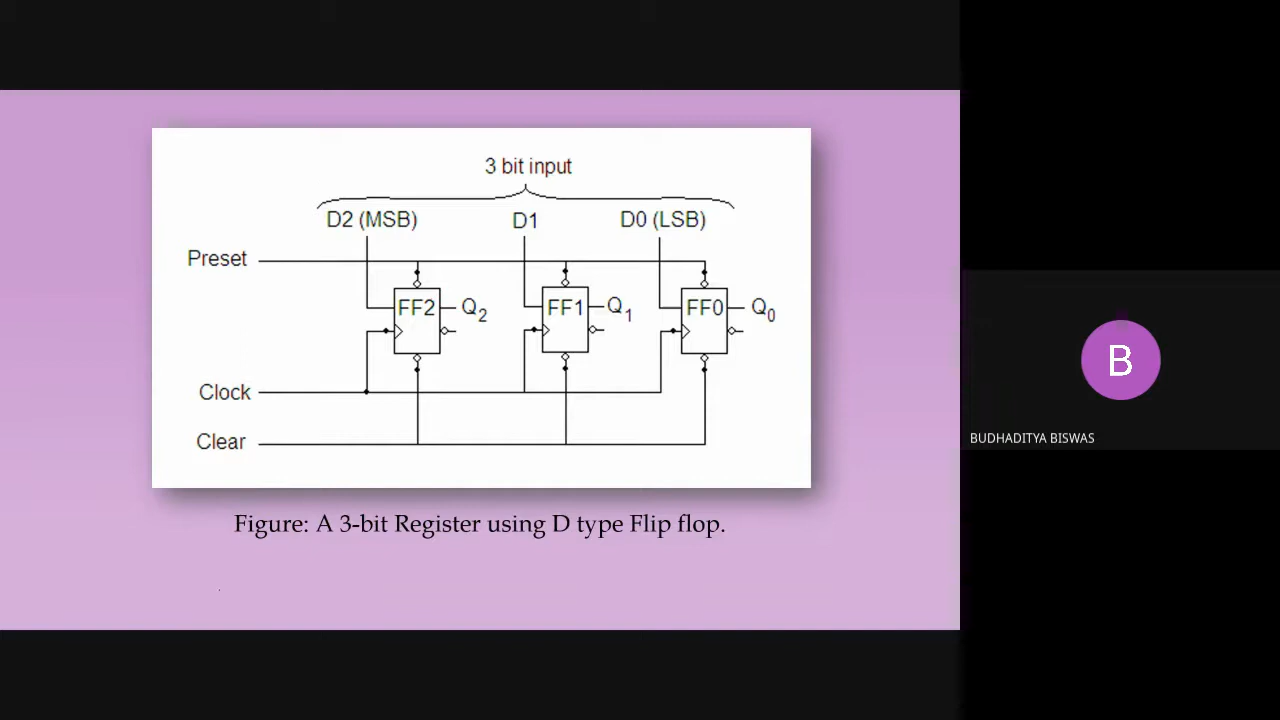 3 bit input
D2 (MSB) D1 D0 (LSB)
Preset
FF2 Q2 FF1 Q1 FF0 Q0
Clock
Clear
Figure: A 3-bit Register using D type Flip flop.
B
BUDHADITYA BISWAS